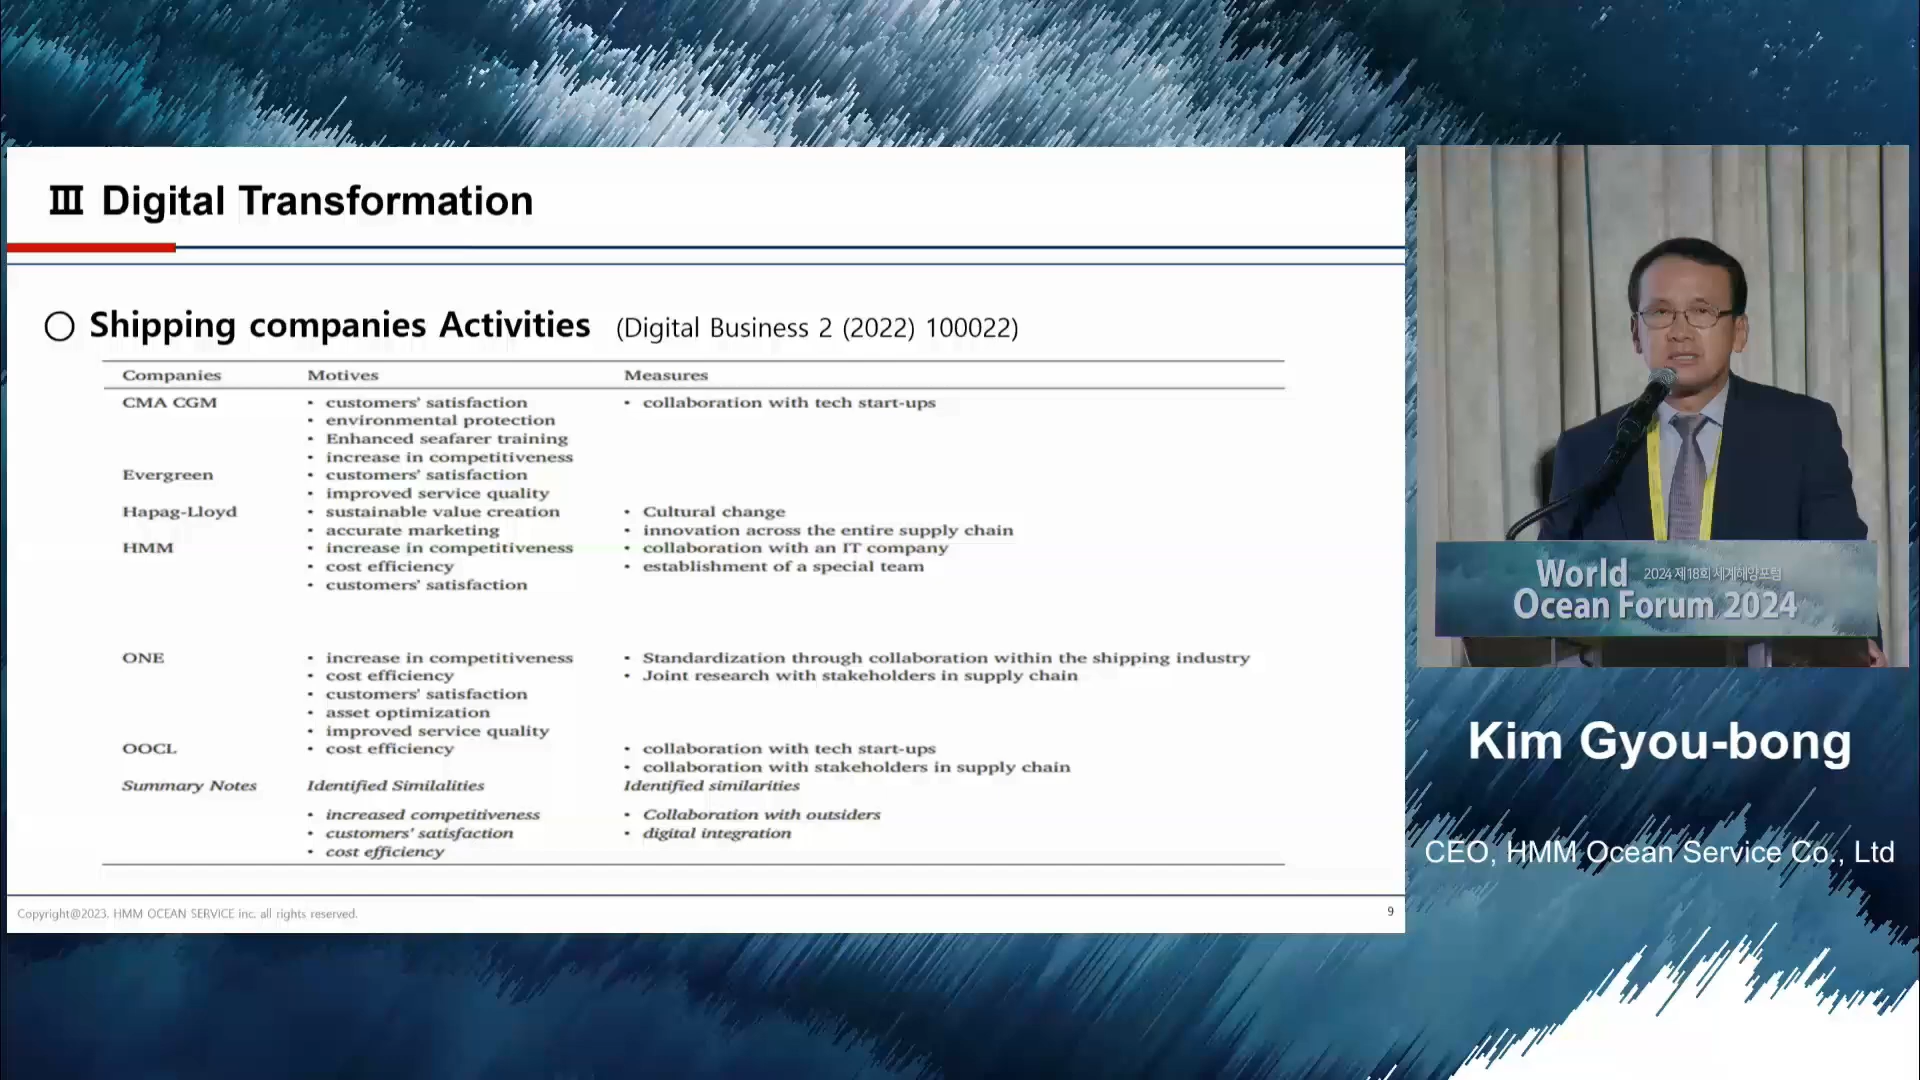 Ⅲ Digital Transformation
○ Shipping companies Activities (Digital Business 2 (2022) 100022)
Companies Motives Measures
CMA CGM • customers' satisfaction • collaboration with tech start-ups
• environmental protection
• Enhanced seafarer training
• increase in competitiveness
Evergreen • customers' satisfaction
• improved service quality
Hapag-Lloyd • sustainable value creation • Cultural change
• accurate marketing • innovation across the entire supply chain
HMM • increase in competitiveness • collaboration with an IT company
• cost efficiency • establishment of a special team
• customers' satisfaction
ONE • increase in competitiveness • Standardization through collaboration within the shipping industry
• cost efficiency • Joint research with stakeholders in supply chain
• customers' satisfaction
• asset optimization
• improved service quality
OOCL • cost efficiency • collaboration with tech start-ups
• collaboration with stakeholders in supply chain
Summary Notes Identified Similalities Identified similarities
• increased competitiveness • Collaboration with outsiders
• customers' satisfaction • digital integration
• cost efficiency
Copyright@2023. HMM OCEAN SERVICE inc. all rights reserved.
9
World 2024 제18회 세계해양포럼
Ocean Forum 2024
Kim Gyou-bong
CEO, HMM Ocean Service Co., Ltd